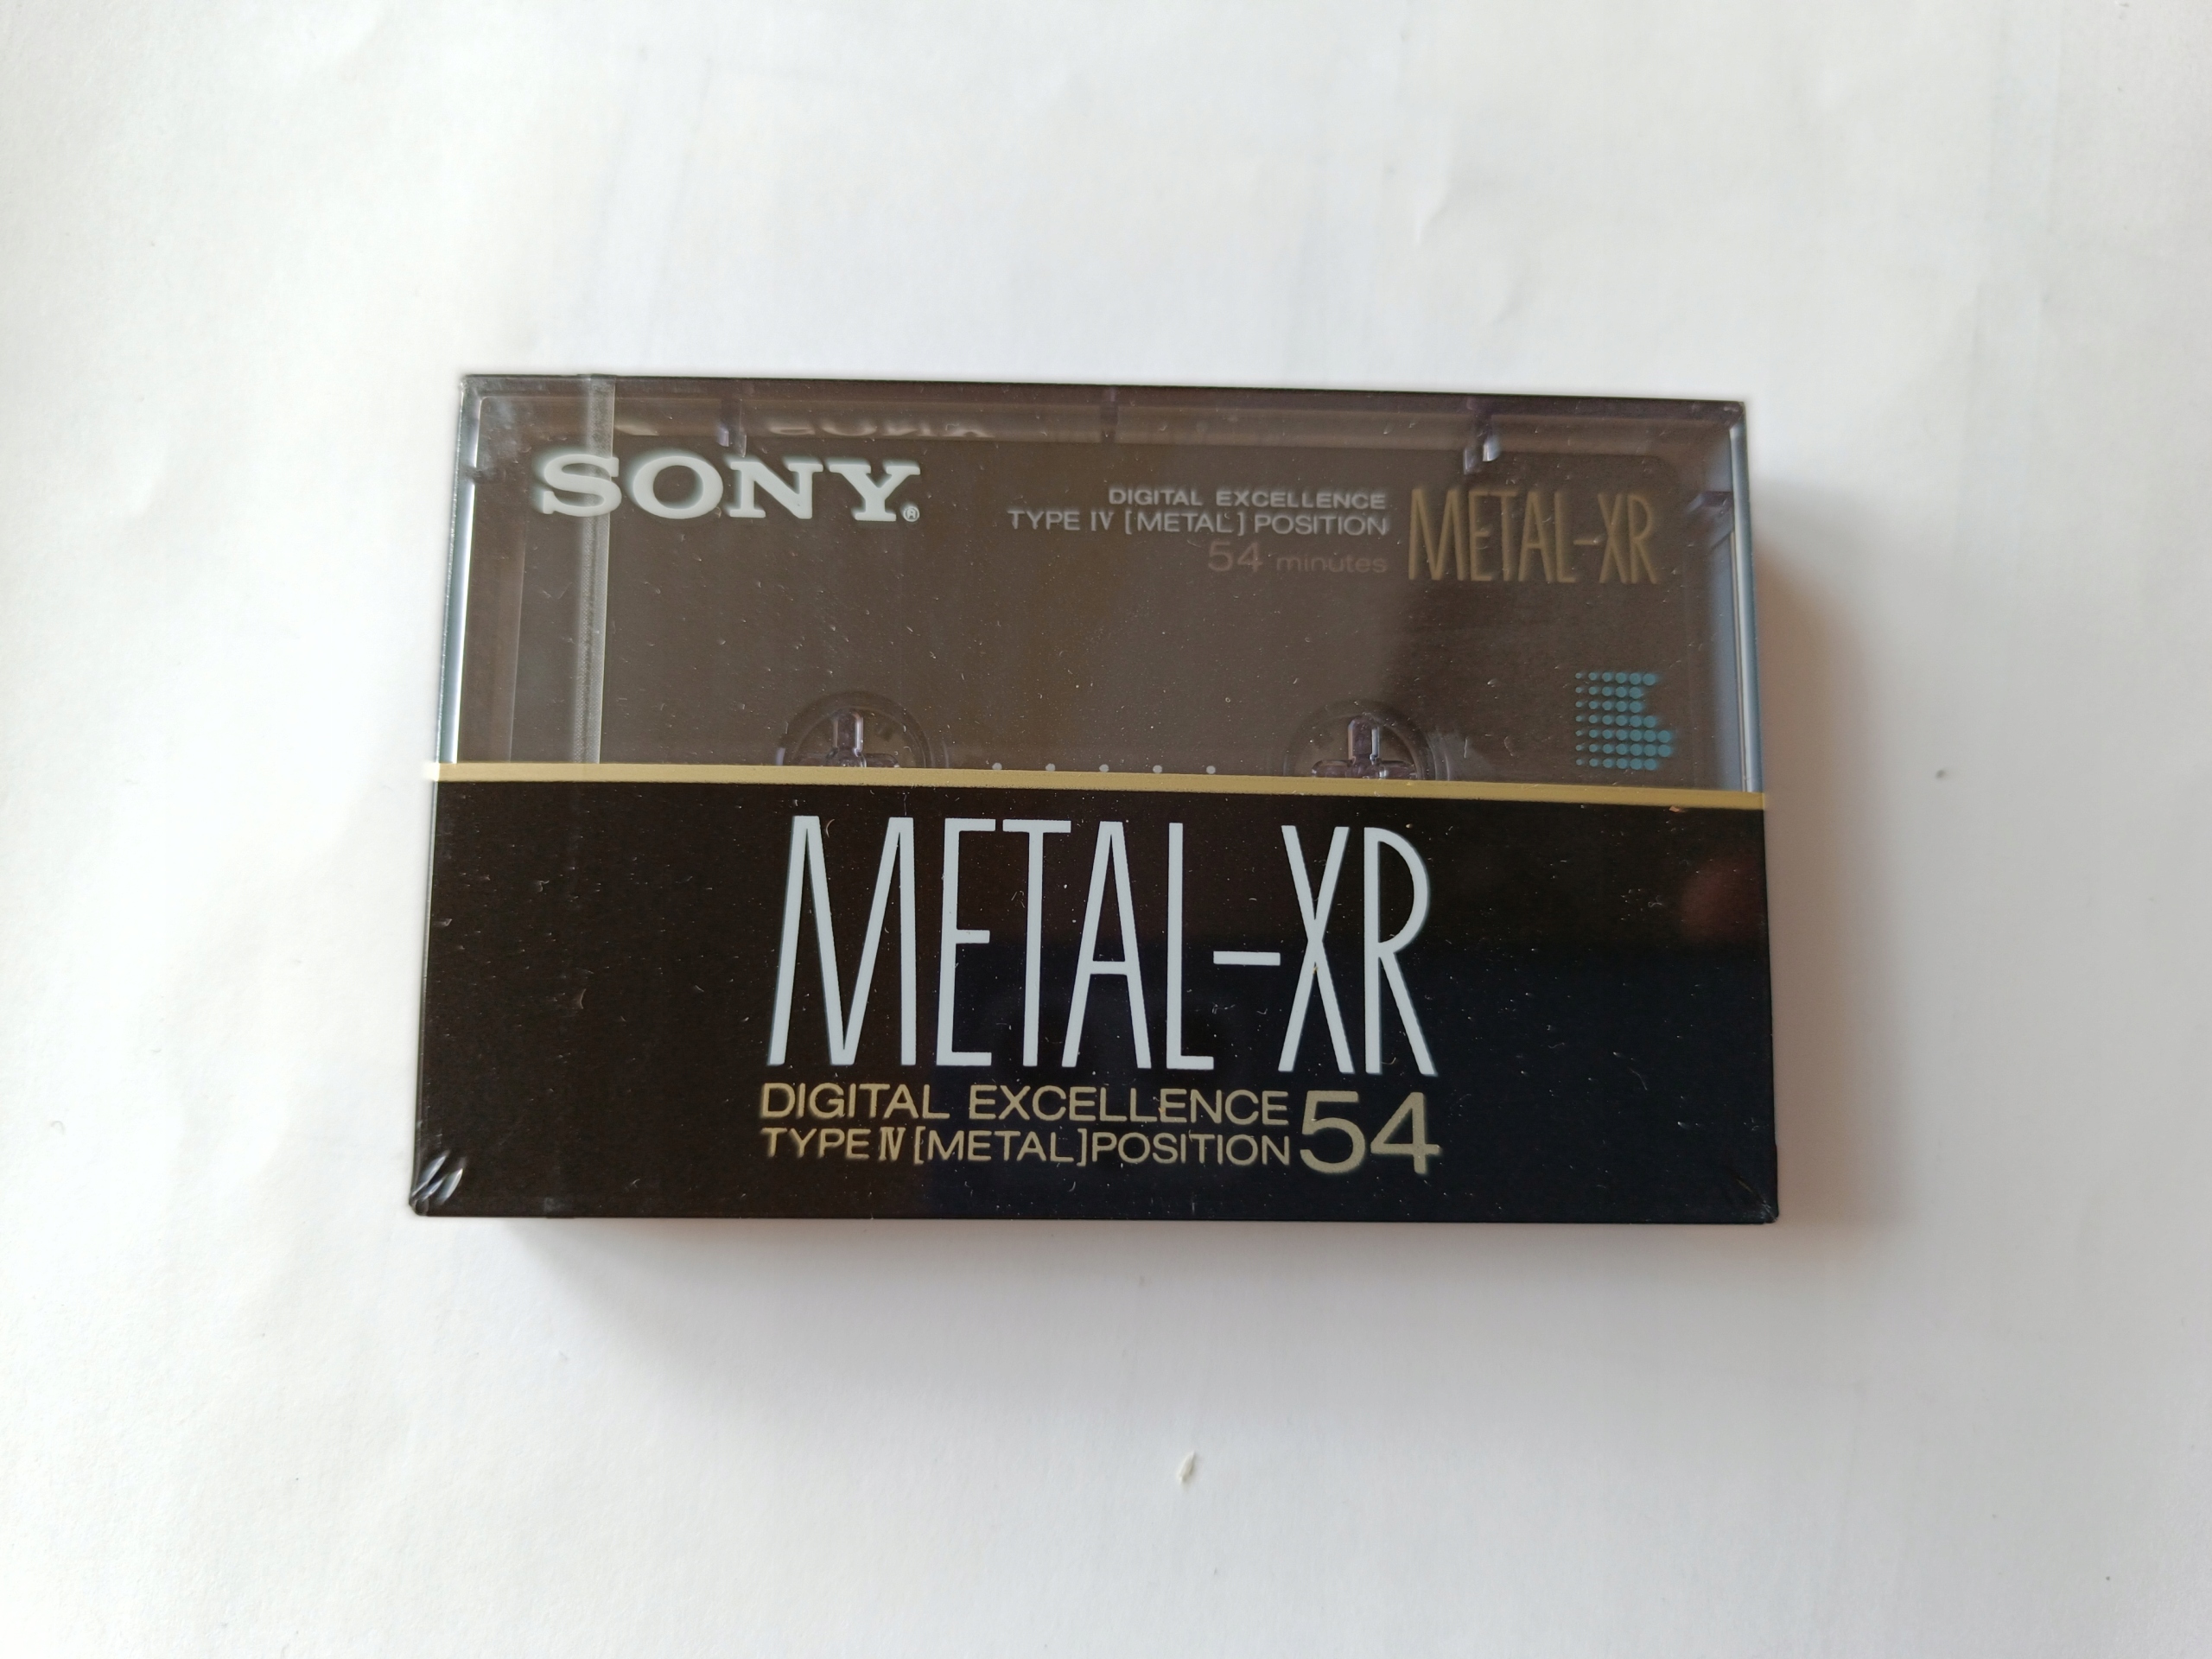 SONY®
DIGITAL EXCELLENCE
TYPE IV [METAL] POSITION
54 minutes
METAL-XR
METAL-XR
DIGITAL EXCELLENCE
TYPE IV [METAL] POSITION 54